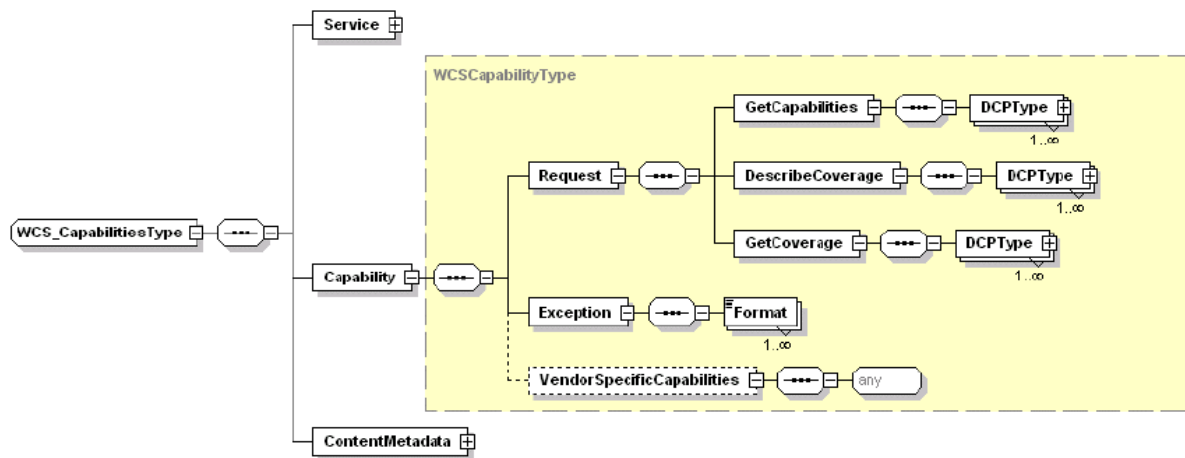 Service
WCSCapabilityType
GetCapabilities
DCPType
1..∞
Request
DescribeCoverage
DCPType
1..∞
WCS_CapabilitiesType
GetCoverage
DCPType
1..∞
Capability
Exception
Format
1..∞
VendorSpecificCapabilities
any
ContentMetadata